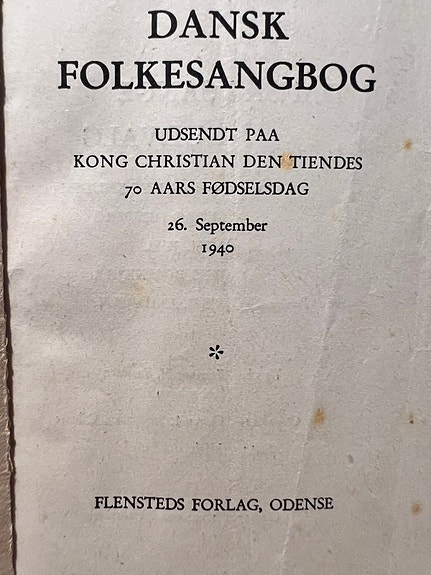 DANSK
FOLKESANGBOG
UDSENDT PAA
KONG CHRISTIAN DEN TIENDES
70 AARS FØDSELSDAG
26. September
1940
*
FLENSTEDS FORLAG, ODENSE